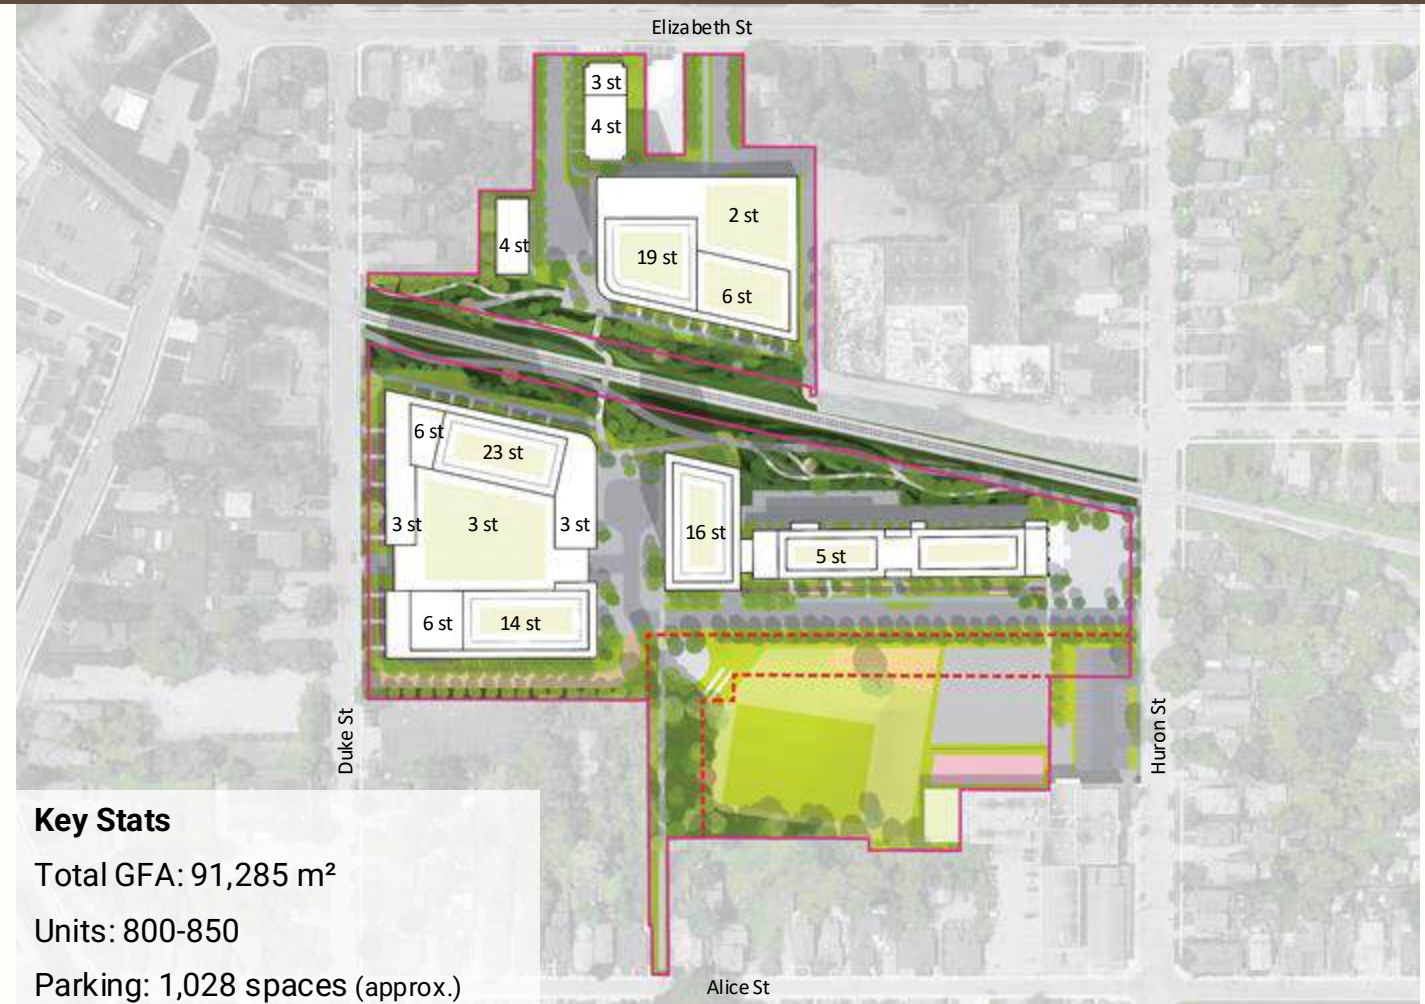 Elizabeth St
3 st
4 st
2 st
4 st
19 st
6 st
6 st
23 st
3 st
3 st
3 st
16 st
5 st
6 st
14 st
Duke St
Huron St
Key Stats
Total GFA: 91,285 m²
Units: 800-850
Parking: 1,028 spaces (approx.)
Alice St